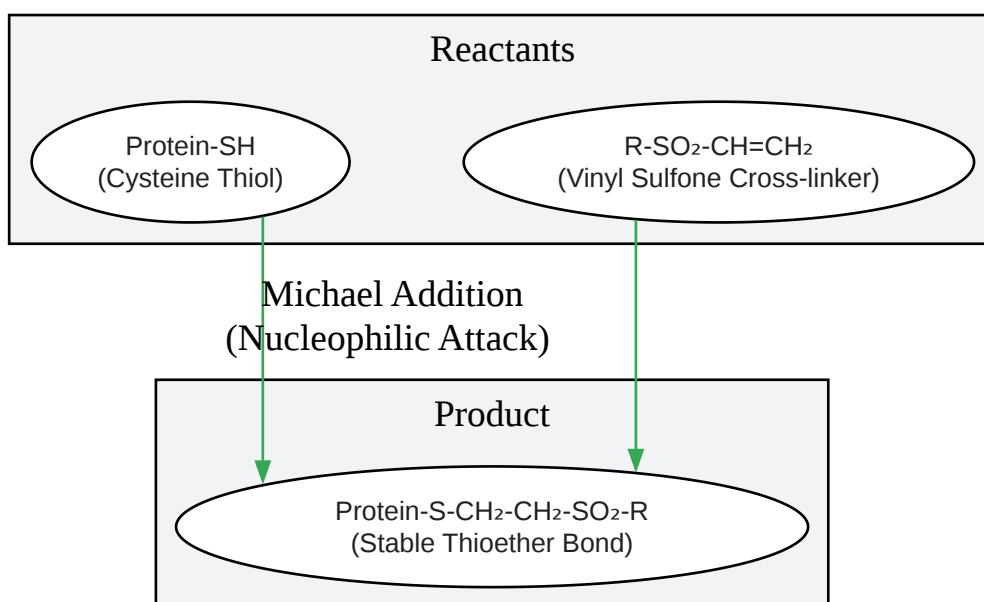 Reactants
Protein-SH
(Cysteine Thiol)
R-SO₂-CH=CH₂
(Vinyl Sulfone Cross-linker)
Michael Addition
(Nucleophilic Attack)
Product
Protein-S-CH₂-CH₂-SO₂-R
(Stable Thioether Bond)